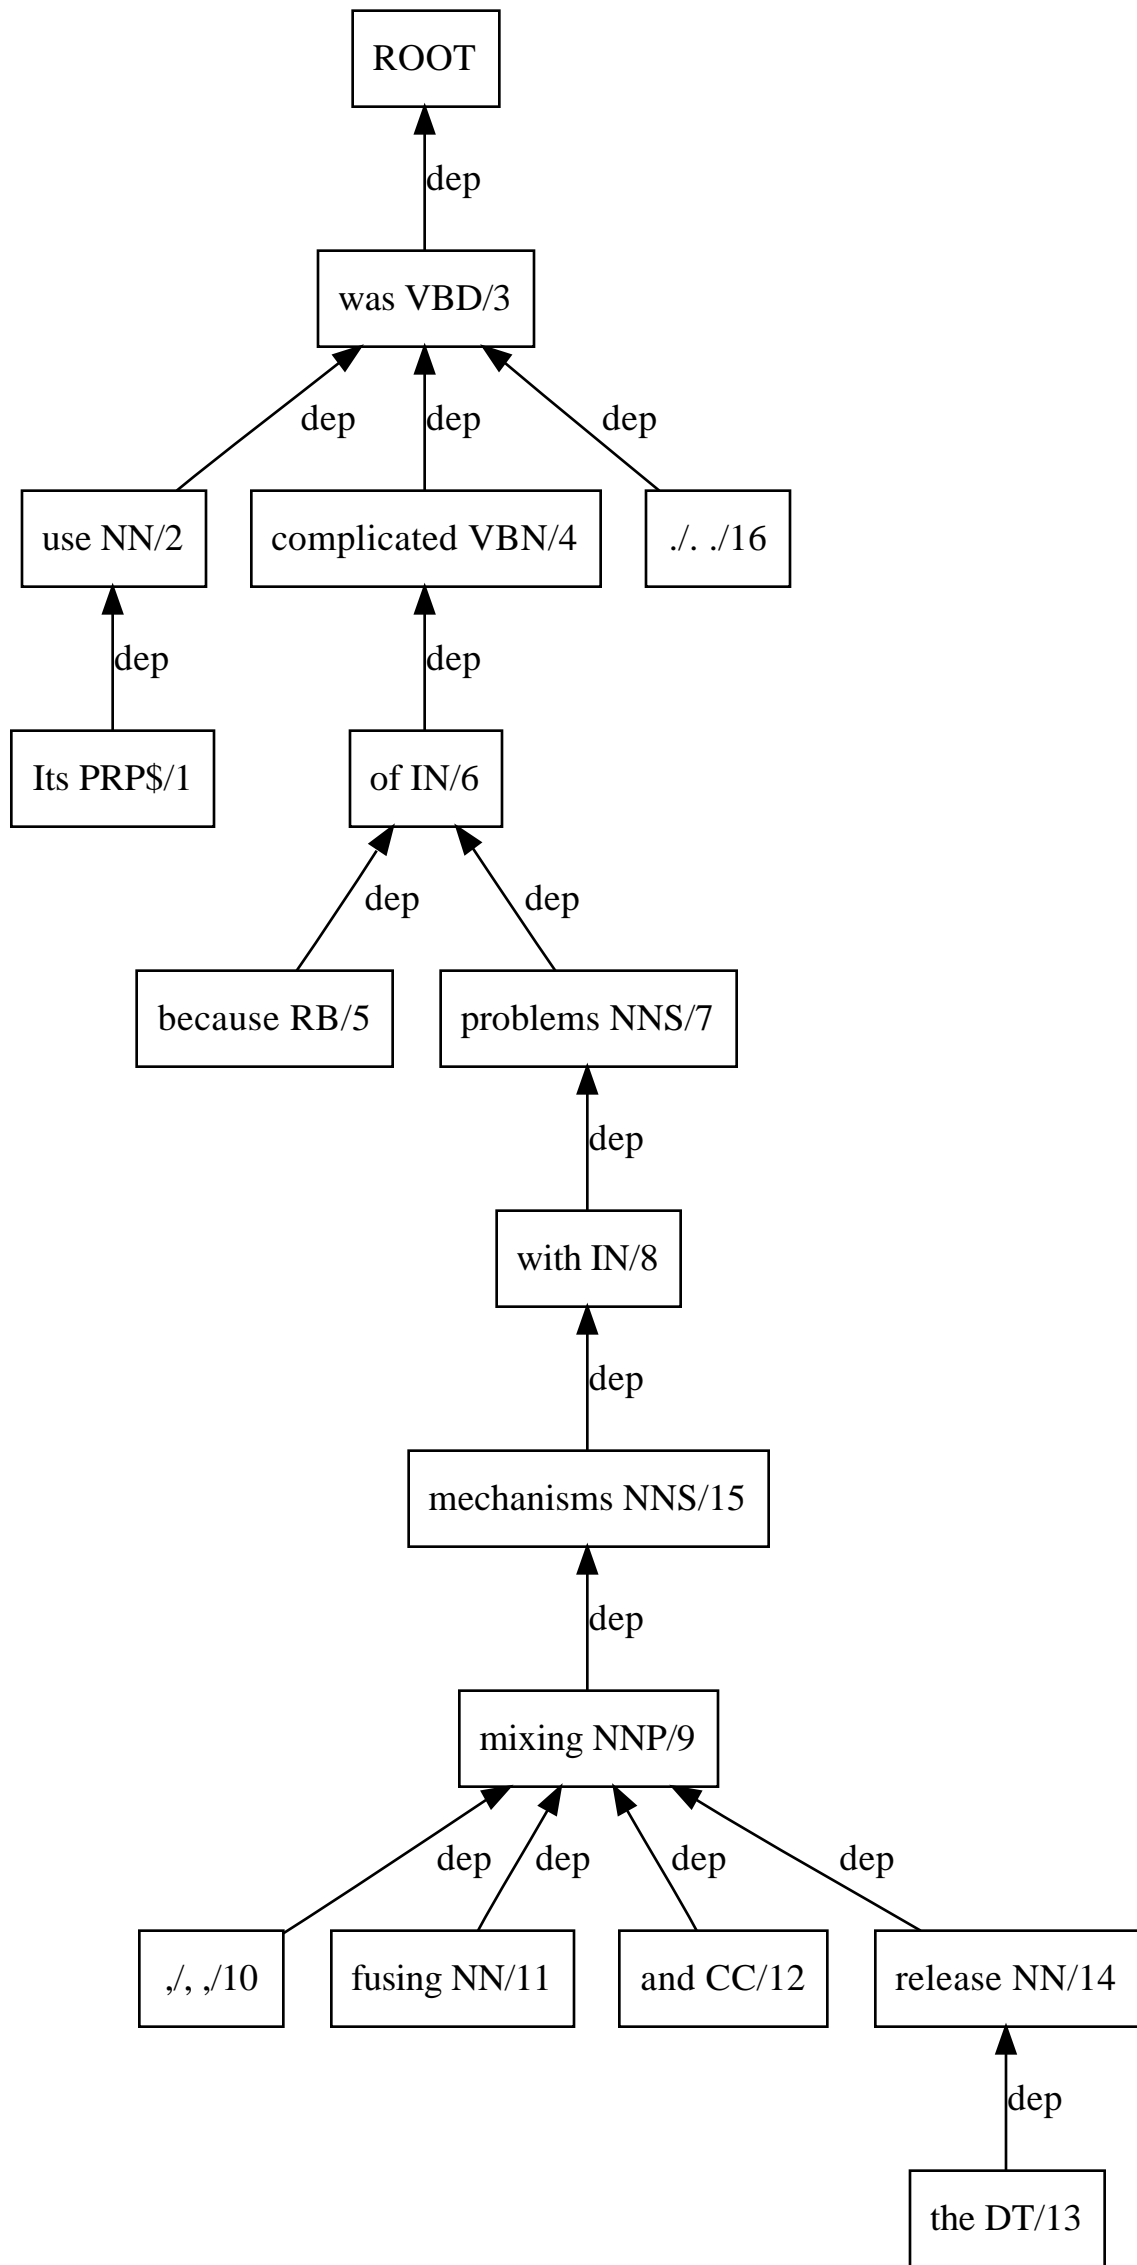 ROOT
dep
was VBD/3
dep dep dep
use NN/2 complicated VBN/4 ./. ./16
dep dep
Its PRP$/1 of IN/6
dep dep
because RB/5 problems NNS/7
dep
with IN/8
dep
mechanisms NNS/15
dep
mixing NNP/9
dep dep dep dep
,/, ,/10 fusing NN/11 and CC/12 release NN/14
dep
the DT/13